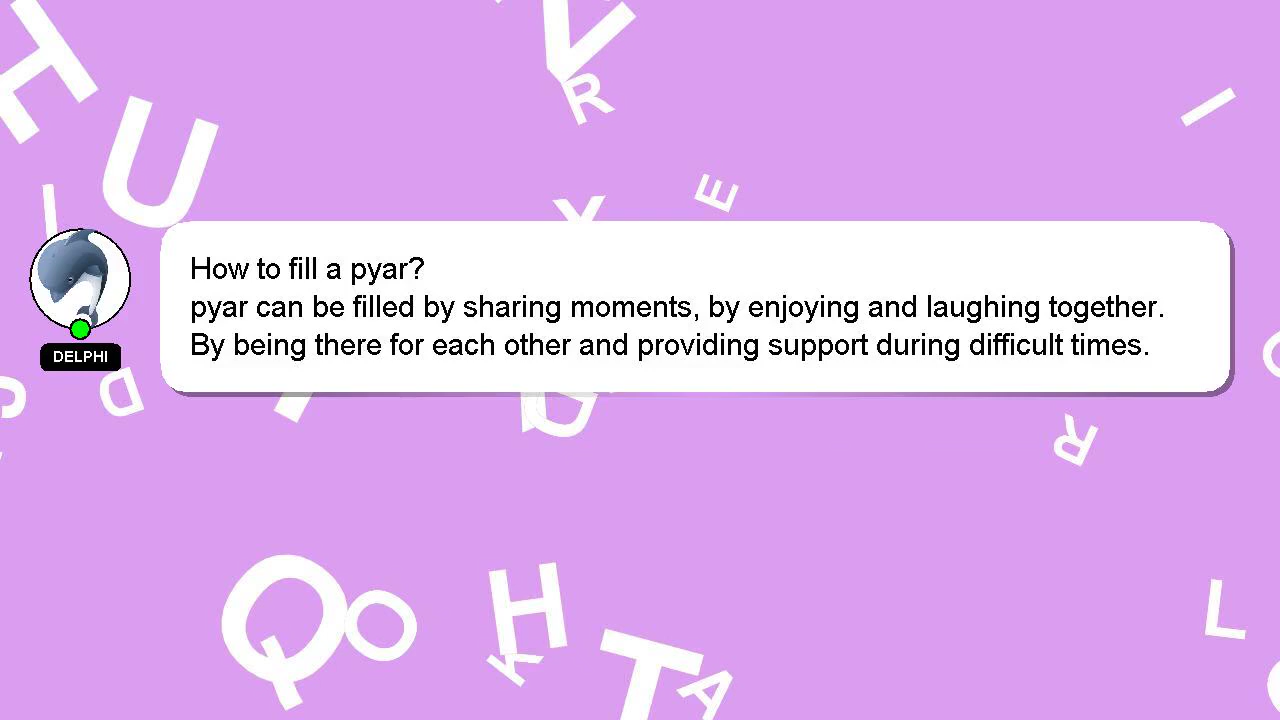 How to fill a pyar?
pyar can be filled by sharing moments, by enjoying and laughing together.
By being there for each other and providing support during difficult times.
DELPHI